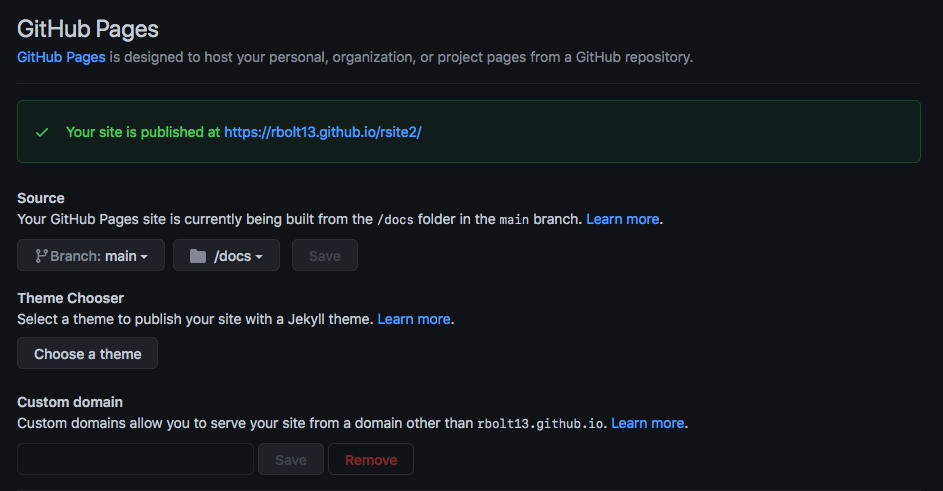 GitHub Pages
GitHub Pages is designed to host your personal, organization, or project pages from a GitHub repository.
Your site is published at https://rbolt13.github.io/rsite2/
Source
Your GitHub Pages site is currently being built from the /docs folder in the main branch. Learn more.
Branch: main /docs Save
Theme Chooser
Select a theme to publish your site with a Jekyll theme. Learn more.
Choose a theme
Custom domain
Custom domains allow you to serve your site from a domain other than rbolt13.github.io. Learn more.
Save Remove